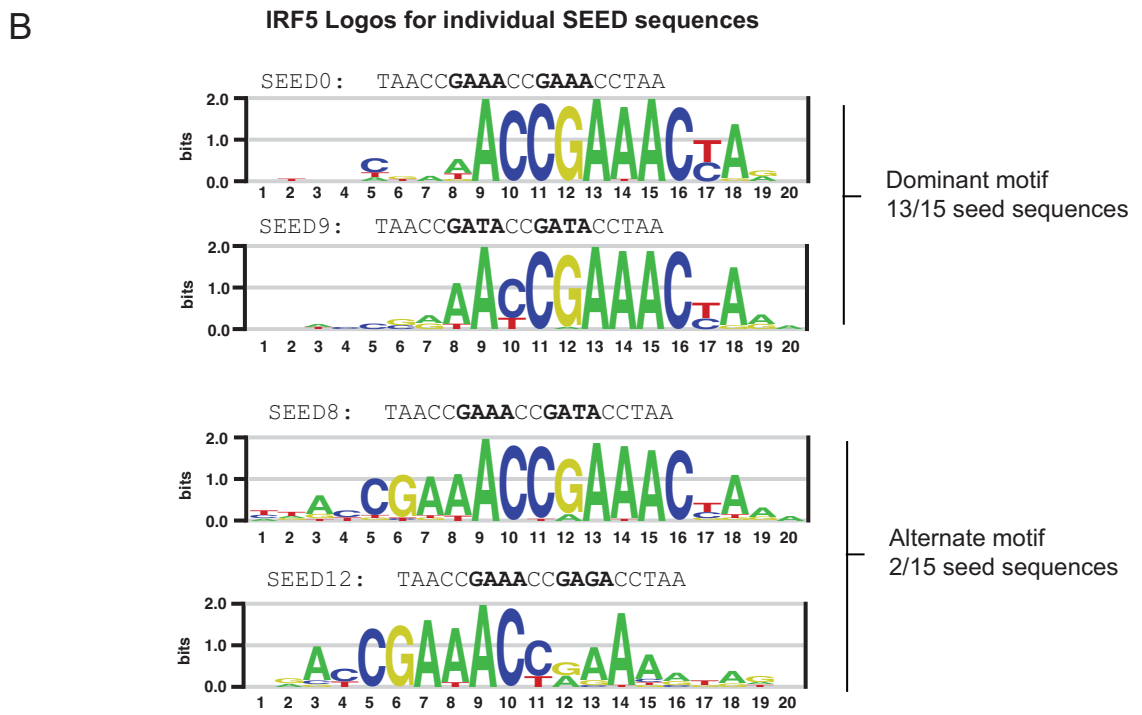 B
IRF5 Logos for individual SEED sequences
SEED0: TAACCGAAACCGAAACCTAA
2.0
bits
1.0
0.0
1 2 3 4 5 6 7 8 9 10 11 12 13 14 15 16 17 18 19 20
SEED9: TAACCGATACCGATACCTAA
2.0
bits
1.0
0.0
1 2 3 4 5 6 7 8 9 10 11 12 13 14 15 16 17 18 19 20
Dominant motif
13/15 seed sequences
SEED8: TAACCGAAACCGATACCTAA
2.0
bits
1.0
0.0
1 2 3 4 5 6 7 8 9 10 11 12 13 14 15 16 17 18 19 20
SEED12: TAACCGAAACCGAGACCTAA
2.0
bits
1.0
0.0
1 2 3 4 5 6 7 8 9 10 11 12 13 14 15 16 17 18 19 20
Alternate motif
2/15 seed sequences